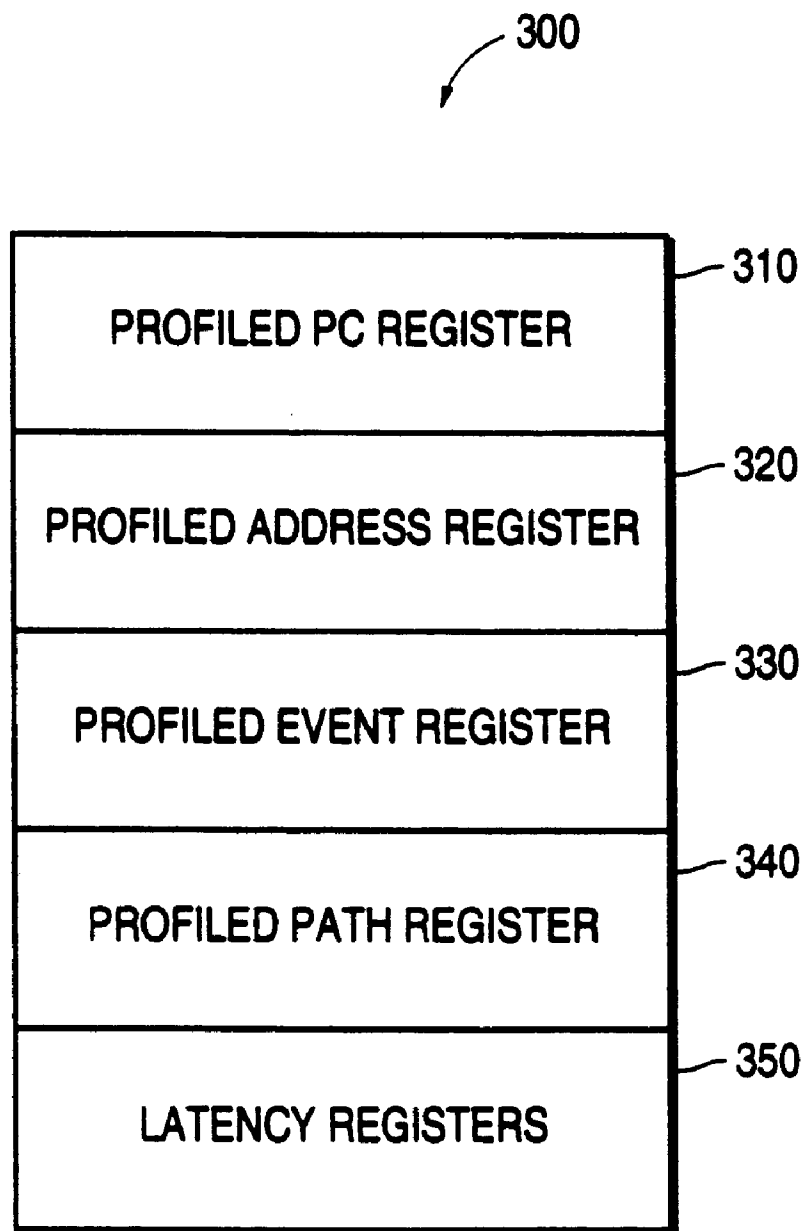 300
PROFILED PC REGISTER
310
PROFILED ADDRESS REGISTER
320
PROFILED EVENT REGISTER
330
PROFILED PATH REGISTER
340
LATENCY REGISTERS
350